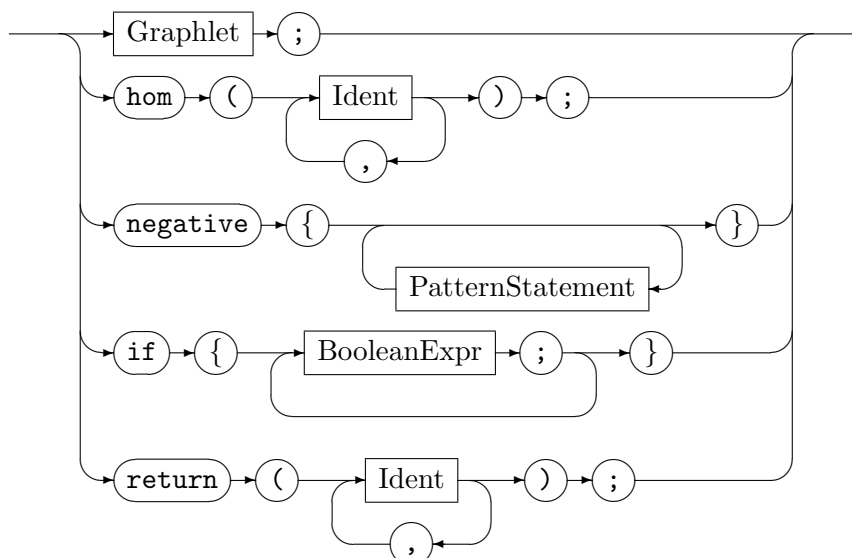 Graphlet ;
hom ( Ident ) ;
,
negative { }
PatternStatement
if { BooleanExpr ; }
return ( Ident ) ;
,